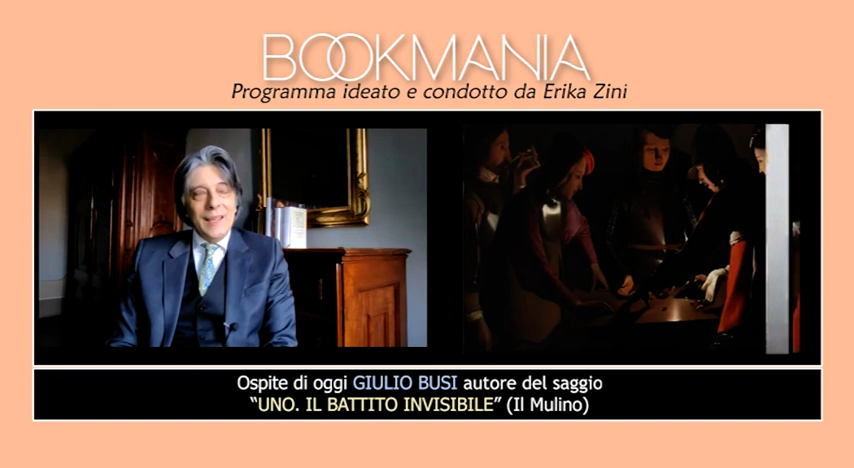 BOOKMANIA
Programma ideato e condotto da Erika Zini
Ospite di oggi GIULIO BUSI autore del saggio
“UNO. IL BATTITO INVISIBILE” (Il Mulino)